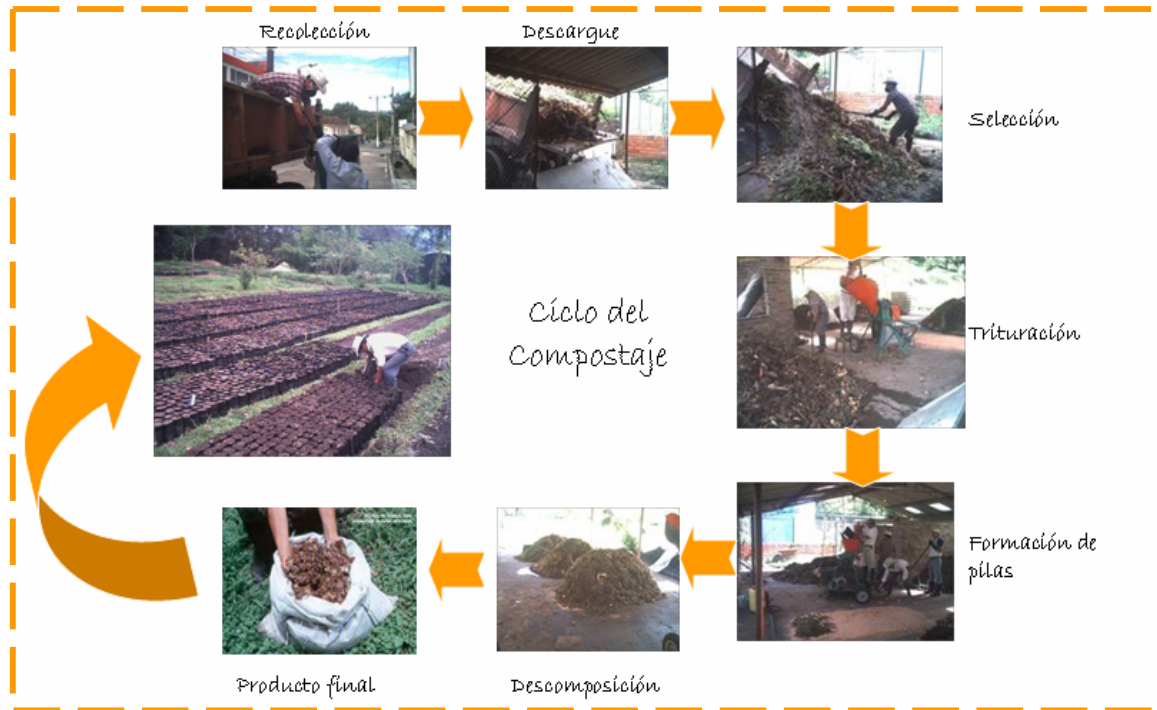 Recolección
Descargue
Selección
Ciclo del
Compostaje
Trituración
Formación de
pilas
Descomposición
Producto final